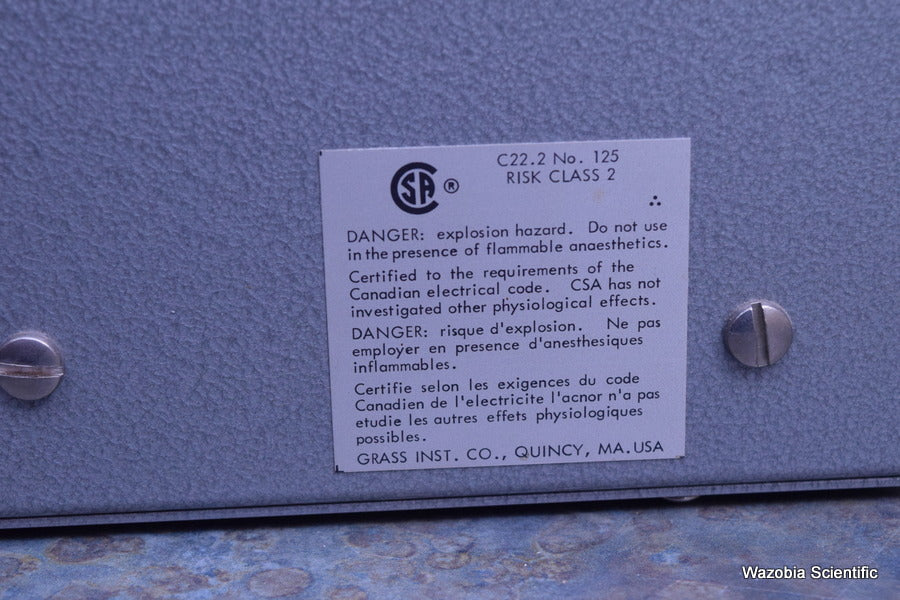 C22.2 No. 125
RISK CLASS 2
CSA ®
DANGER: explosion hazard. Do not use
in the presence of flammable anaesthetics.
Certified to the requirements of the
Canadian electrical code. CSA has not
investigated other physiological effects.
DANGER: risque d'explosion. Ne pas
employer en presence d'anesthesiques
inflammables.
Certifie selon les exigences du code
Canadien de l'electricite l'acnor n'a pas
etudie les autres effets physiologiques
possibles.
GRASS INST. CO., QUINCY, MA. USA
Wazobia Scientific